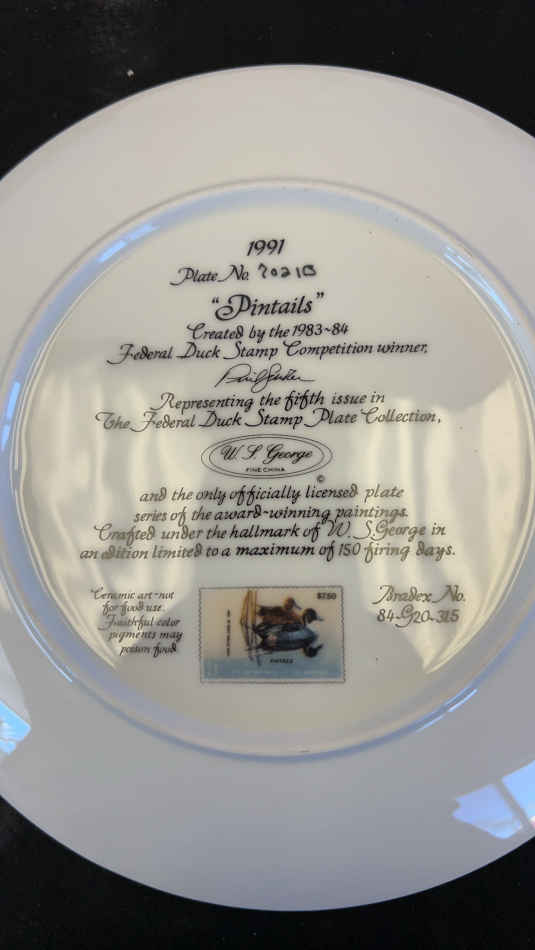 1991
Plate No. 7021B
"Pintails"
Created by the 1983~84
Federal Duck Stamp Competition winner,
Representing the fifth issue in
The Federal Duck Stamp Plate Collection,
W. S. George
FINE CHINA
©
and the only officially licensed plate
series of the award~winning paintings.
Crafted under the hallmark of W. S. George in
an edition limited to a maximum of 150 firing days.
Ceramic art~not
for food use.
Faithful color
pigments may
poison food.
$7.50
PINTAILS
Bradex No.
84~G20~31.5